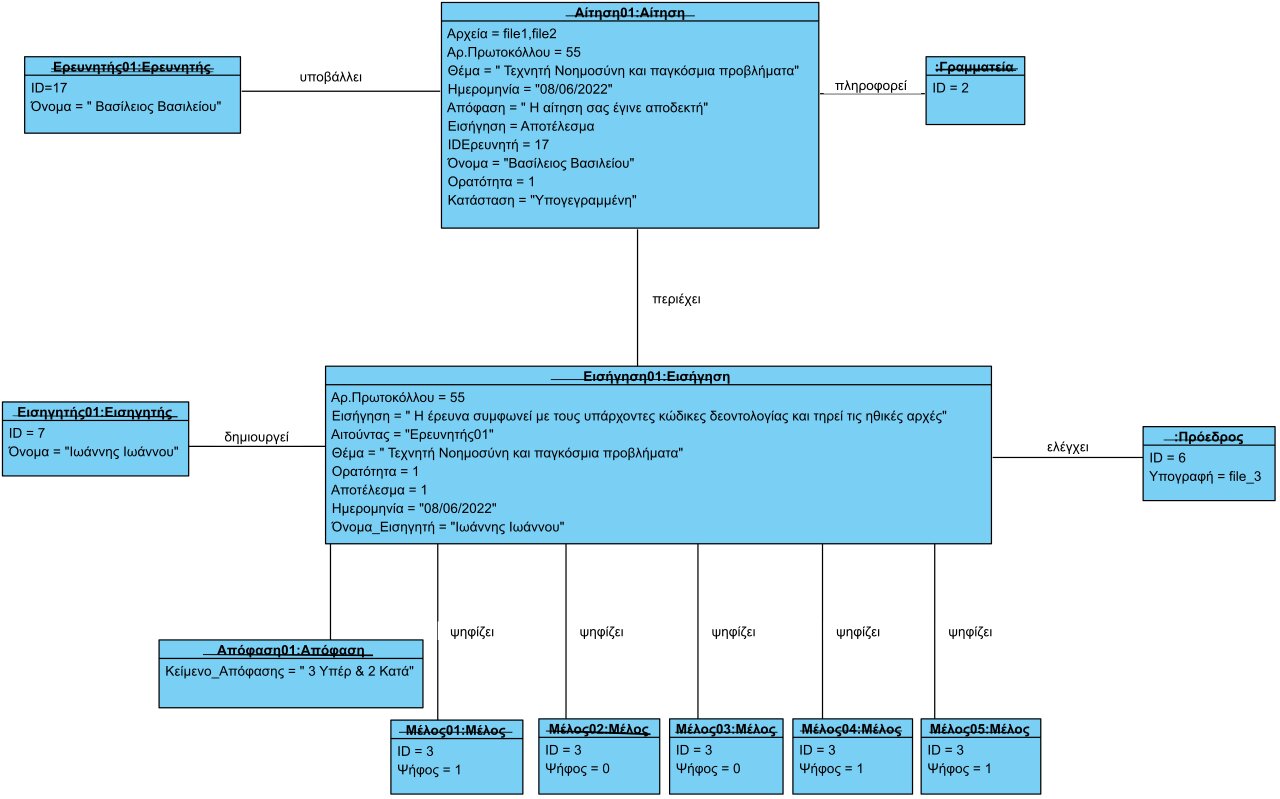 Αίτηση01:Αίτηση
Αρχεία = file1,file2
Αρ.Πρωτοκόλλου = 55
Θέμα = " Τεχνητή Νοημοσύνη και παγκόσμια προβλήματα"
Ημερομηνία = "08/06/2022"
Απόφαση = " Η αίτηση σας έγινε αποδεκτή"
Εισήγηση = Αποτέλεσμα
IDΕρευνητή = 17
Όνομα = "Βασίλειος Βασιλείου"
Ορατότητα = 1
Κατάσταση = "Υπογεγραμμένη"
Ερευνητής01:Ερευνητής
ID=17
Όνομα = " Βασίλειος Βασιλείου"
υποβάλλει
πληροφορεί
:Γραμματεία
ID = 2
περιέχει
Εισήγηση01:Εισήγηση
Αρ.Πρωτοκόλλου = 55
Εισήγηση = " Η έρευνα συμφωνεί με τους υπάρχοντες κώδικες δεοντολογίας και τηρεί τις ηθικές αρχές"
Αιτούντας = "Ερευνητής01"
Θέμα = " Τεχνητή Νοημοσύνη και παγκόσμια προβλήματα"
Ορατότητα = 1
Αποτέλεσμα = 1
Ημερομηνία = "08/06/2022"
Όνομα_Εισηγητή = "Ιωάννης Ιωάννου"
Εισηγητής01:Εισηγητής
ID = 7
Όνομα = "Ιωάννης Ιωάννου"
δημιουργεί
ελέγχει
:Πρόεδρος
ID = 6
Υπογραφή = file_3
Απόφαση01:Απόφαση
Κείμενο_Απόφασης = " 3 Υπέρ & 2 Κατά"
ψηφίζει
ψηφίζει
ψηφίζει
ψηφίζει
ψηφίζει
Μέλος01:Μέλος
ID = 3
Ψήφος = 1
Μέλος02:Μέλος
ID = 3
Ψήφος = 0
Μέλος03:Μέλος
ID = 3
Ψήφος = 0
Μέλος04:Μέλος
ID = 3
Ψήφος = 1
Μέλος05:Μέλος
ID = 3
Ψήφος = 1